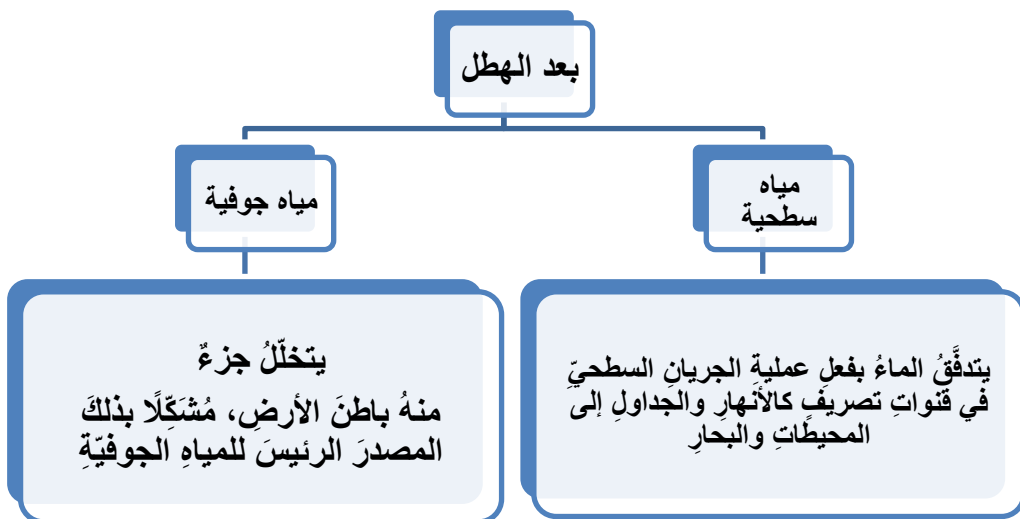 بعد الهطل
مياه
سطحية
مياه جوفية
يتدفَّقُ الماءُ بفعلِ عمليةِ الجريانِ السطحيِّ
في قنواتِ تصريفٍ كالأنهارِ والجداولِ إلى
المحيطاتِ والبحارِ
يتخلّلُ جزءٌ
منهُ باطنَ الأرضِ، مُشَكِّلًا بذلكَ
المصدرَ الرئيسَ للمياهِ الجوفيّةِ